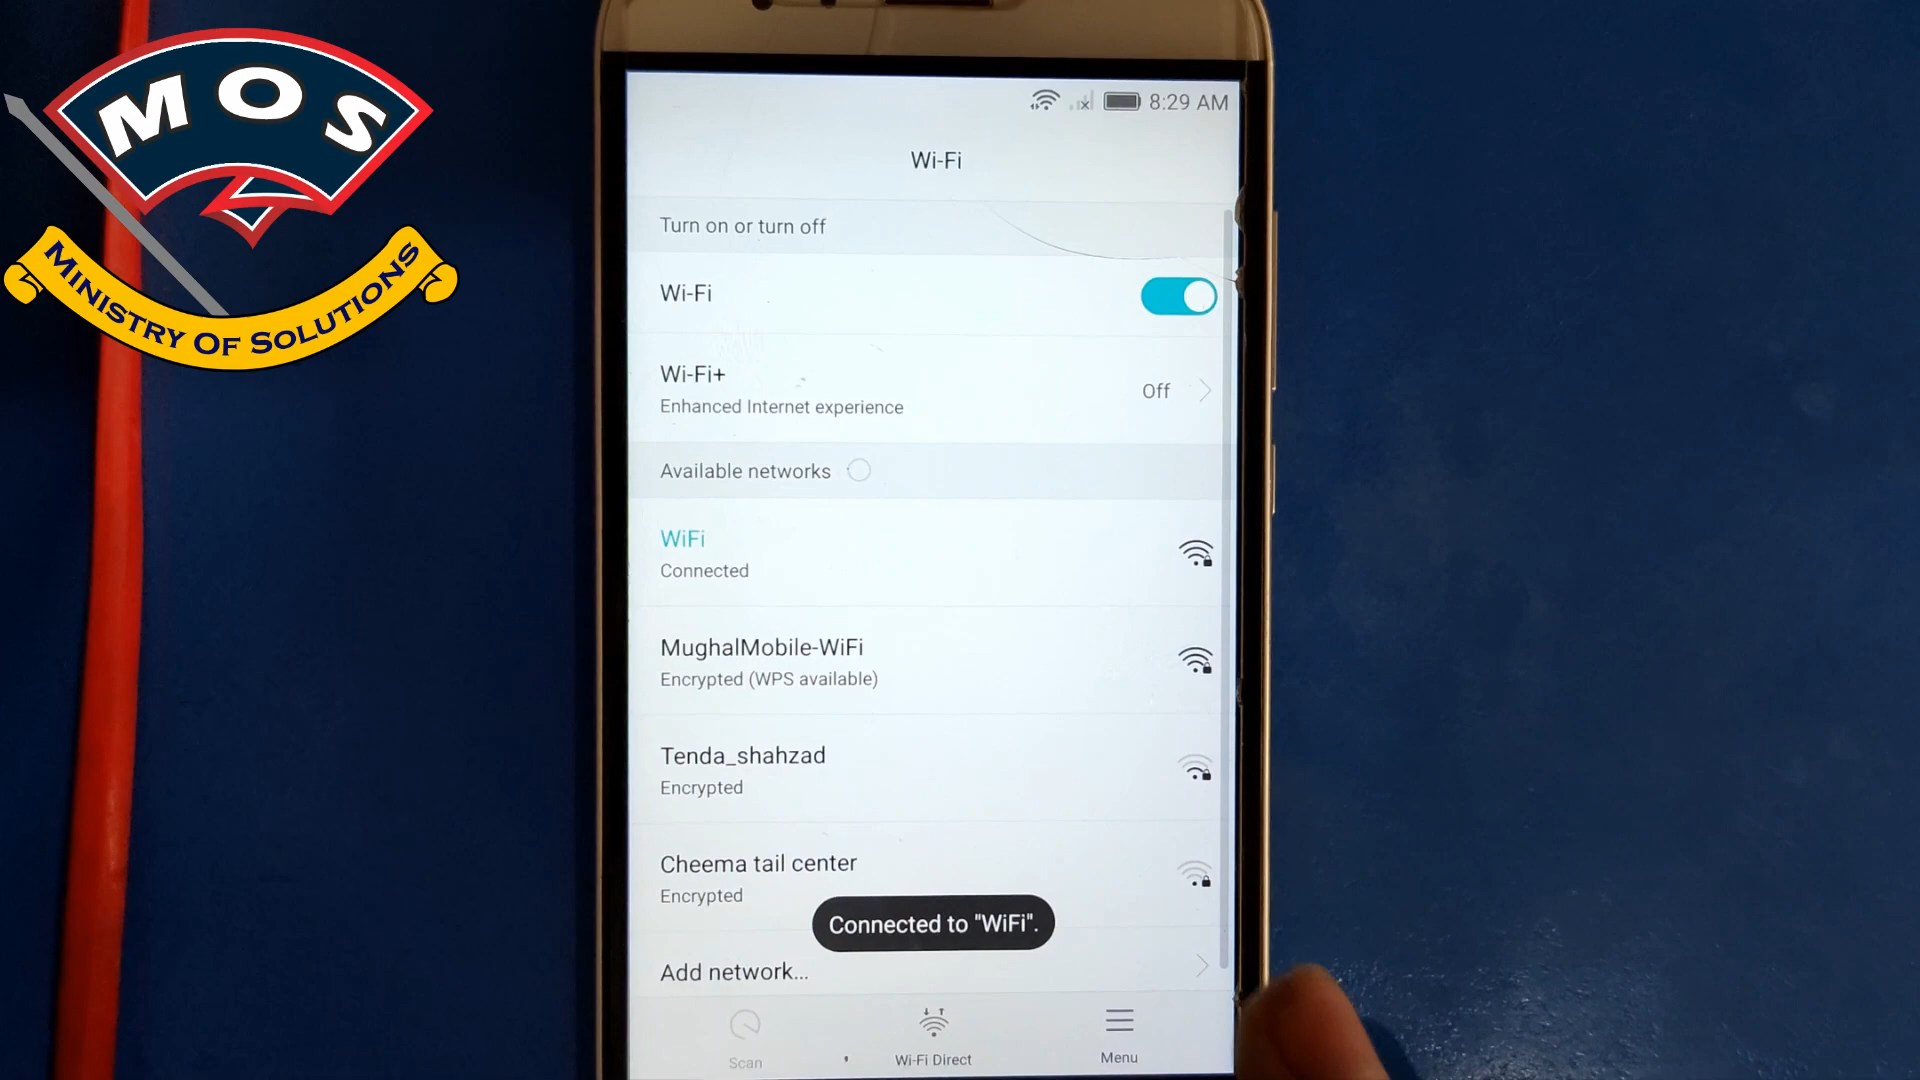 MOS
MINISTRY OF SOLUTIONS
8:29 AM
Wi-Fi
Turn on or turn off
Wi-Fi
Wi-Fi+
Enhanced Internet experience
Off
Available networks
WiFi
Connected
MughalMobile-WiFi
Encrypted (WPS available)
Tenda_shahzad
Encrypted
Cheema tail center
Encrypted
Connected to "WiFi".
Add network...
Scan
Wi-Fi Direct
Menu